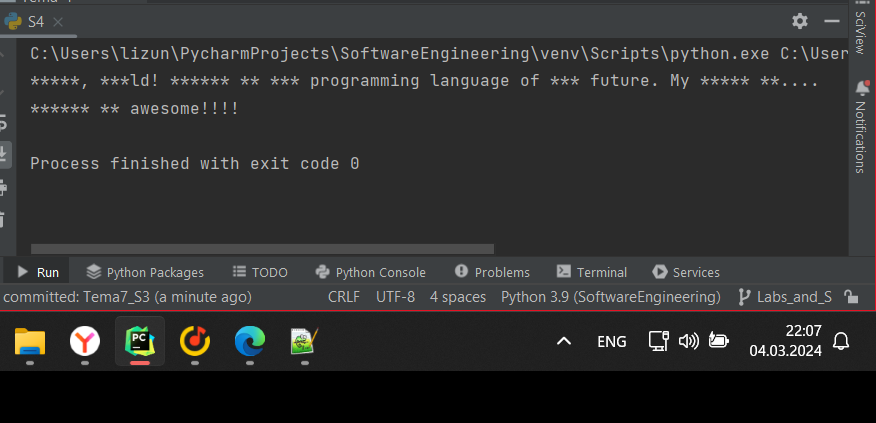 S4
C:\Users\lizun\PycharmProjects\SoftwareEngineering\venv\Scripts\python.exe C:\User
*****, ***ld! ****** ** *** programming language of *** future. My ***** **....
****** ** awesome!!!!
Process finished with exit code 0
SciView
Notifications
Run Python Packages TODO Python Console Problems Terminal Services
committed: Tema7_S3 (a minute ago) CRLF UTF-8 4 spaces Python 3.9 (SoftwareEngineering) Labs_and_S
PC
ENG
22:07
04.03.2024